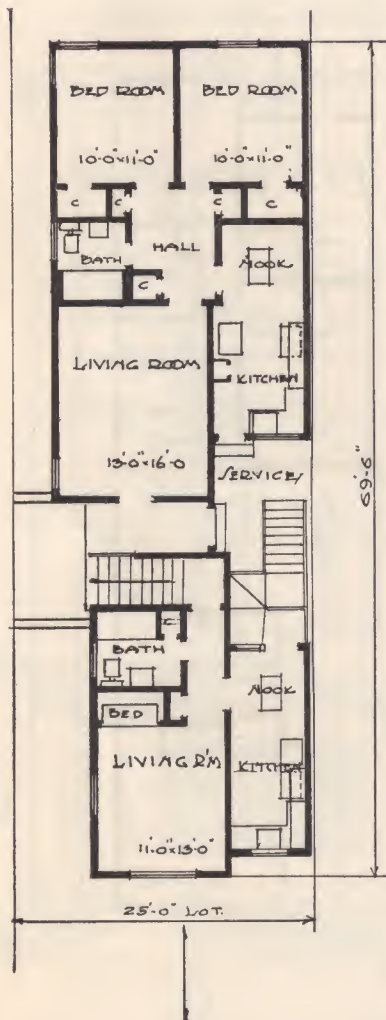 BED ROOM
BED ROOM
10'-0"x11'-0"
10'-0"x11'-0"
C
C
C
C
HALL
NOOK
BATH
C
LIVING ROOM
KITCHEN
13'-0"x16'-0
SERVICE
69'-6"
C
BATH
NOOK
BED
LIVING R'M
KITCHEN
11'-0"x13'-0"
25'-0" LOT.